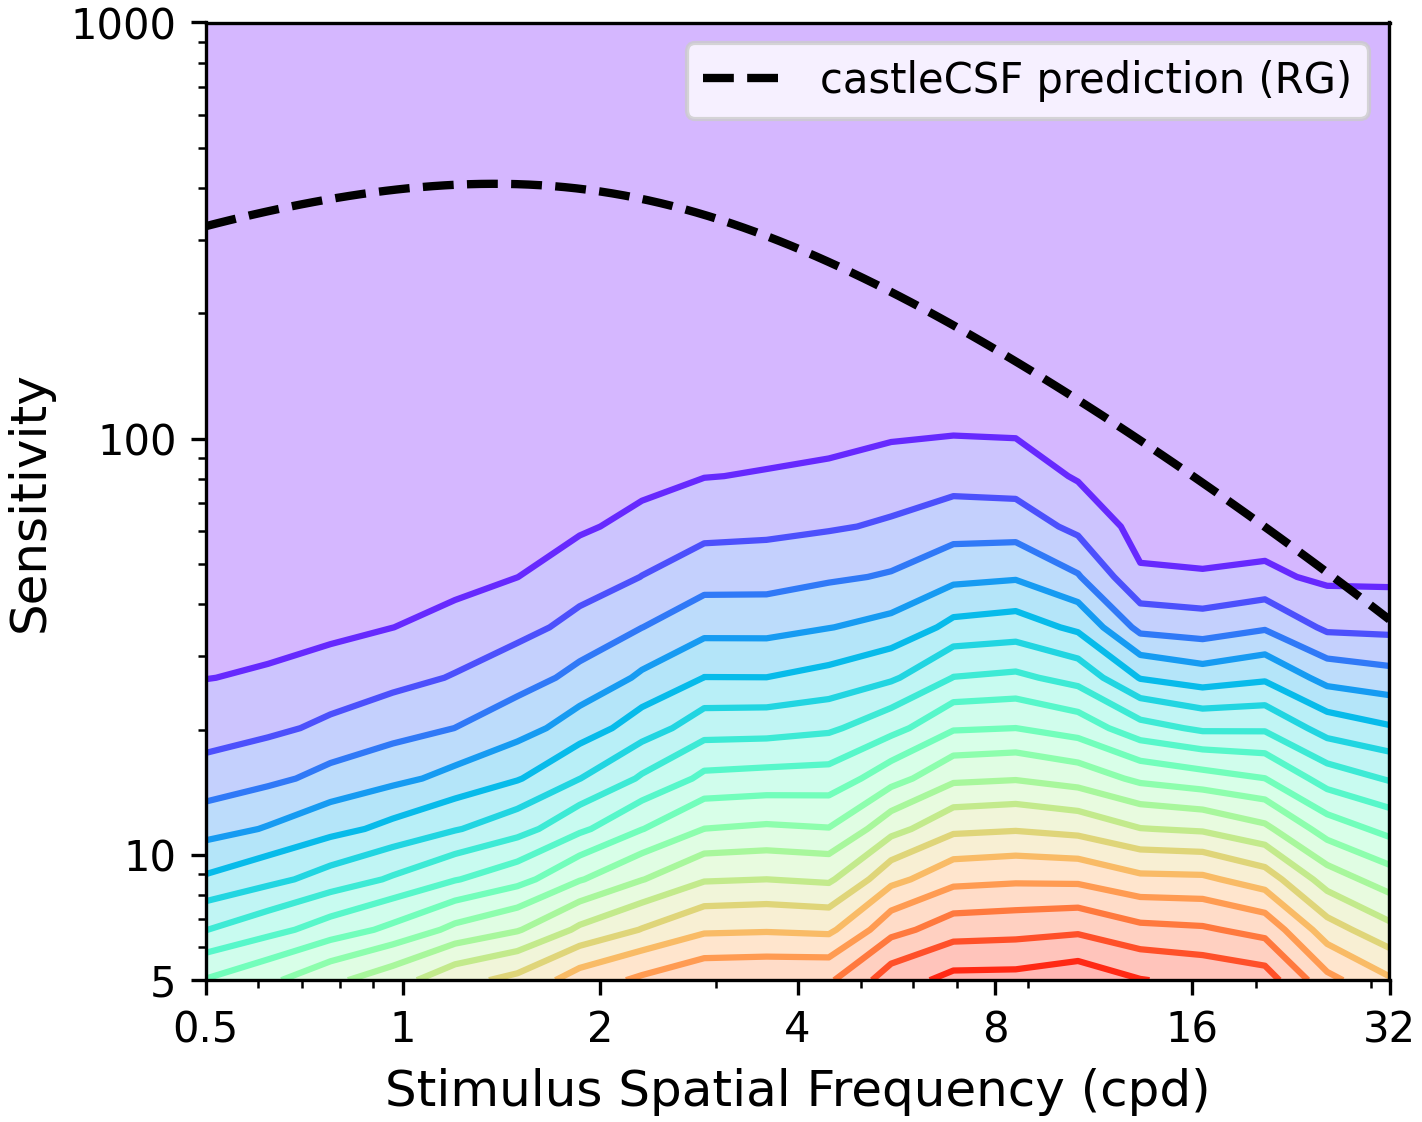 1000
castleCSF prediction (RG)
100
Sensitivity
10
5
0.5 1 2 4 8 16 32
Stimulus Spatial Frequency (cpd)